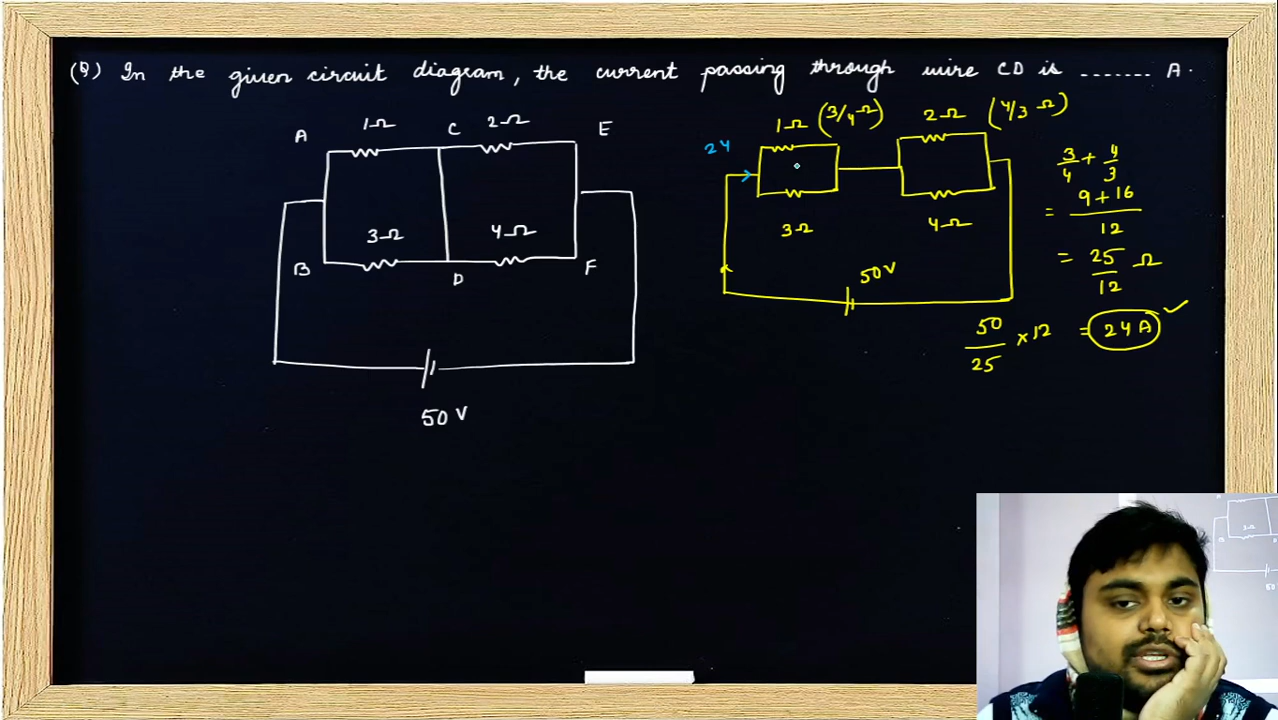 (Q) In the given circuit diagram, the current passing through wire CD is ....... A.
A 1Ω C 2Ω E
3Ω 4Ω
B D F
50 V
24 1Ω (3/4 Ω) 2Ω (4/3 Ω)
3Ω 4Ω
50 V
3/4 + 4/3
= 9 + 16 / 12
= 25/12 Ω
50/25 × 12 = 24 A ✓